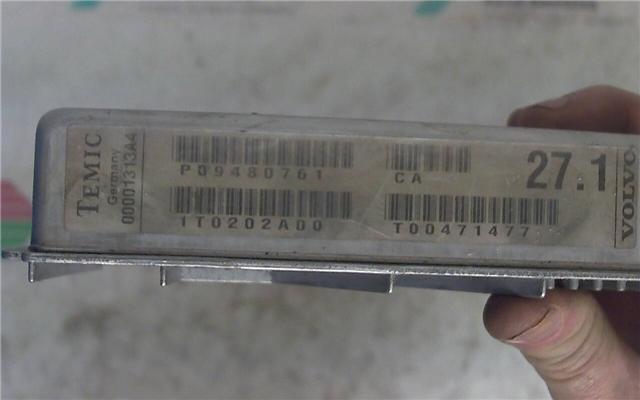 TEMIC
Germany
00001313A4
P09480761
CA
27.1
1T0202A00
T00471477
VOLVO